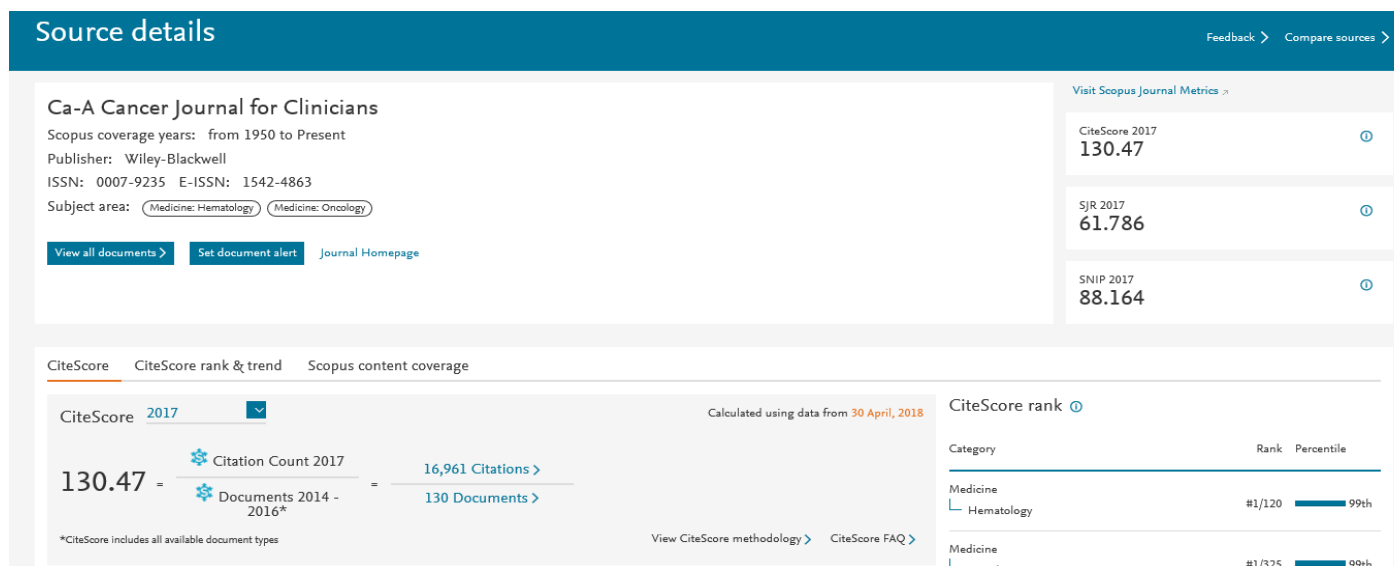 Source details
Feedback
Compare sources
Ca-A Cancer Journal for Clinicians
Scopus coverage years: from 1950 to Present
Publisher: Wiley-Blackwell
ISSN: 0007-9235 E-ISSN: 1542-4863
Subject area: Medicine: Hematology Medicine: Oncology
View all documents
Set document alert
Journal Homepage
Visit Scopus Journal Metrics
CiteScore 2017
130.47
SJR 2017
61.786
SNIP 2017
88.164
CiteScore
CiteScore rank & trend
Scopus content coverage
CiteScore 2017
Calculated using data from 30 April, 2018
130.47 =
Citation Count 2017
Documents 2014 -
2016*
=
16,961 Citations >
130 Documents >
*CiteScore includes all available document types
View CiteScore methodology >
CiteScore FAQ >
CiteScore rank
Category Rank Percentile
Medicine
Hematology #1/120 99th
Medicine
#1/325 99th